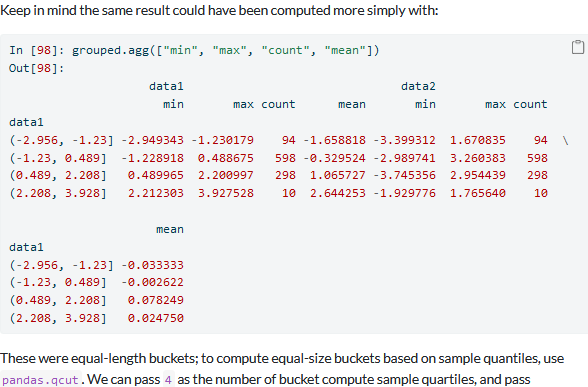 Keep in mind the same result could have been computed more simply with:
In [98]: grouped.agg(["min", "max", "count", "mean"])
Out[98]:
data1 data2
min max count mean min max count
data1
(-2.956, -1.23] -2.949343 -1.230179 94 -1.658818 -3.399312 1.670835 94 \
(-1.23, 0.489] -1.228918 0.488675 598 -0.329524 -2.989741 3.260383 598
(0.489, 2.208] 0.489965 2.200997 298 1.065727 -3.745356 2.954439 298
(2.208, 3.928] 2.212303 3.927528 10 2.644253 -1.929776 1.765640 10
mean
data1
(-2.956, -1.23] -0.033333
(-1.23, 0.489] -0.002622
(0.489, 2.208] 0.078249
(2.208, 3.928] 0.024750
These were equal-length buckets; to compute equal-size buckets based on sample quantiles, use
pandas.qcut. We can pass 4 as the number of bucket compute sample quartiles, and pass